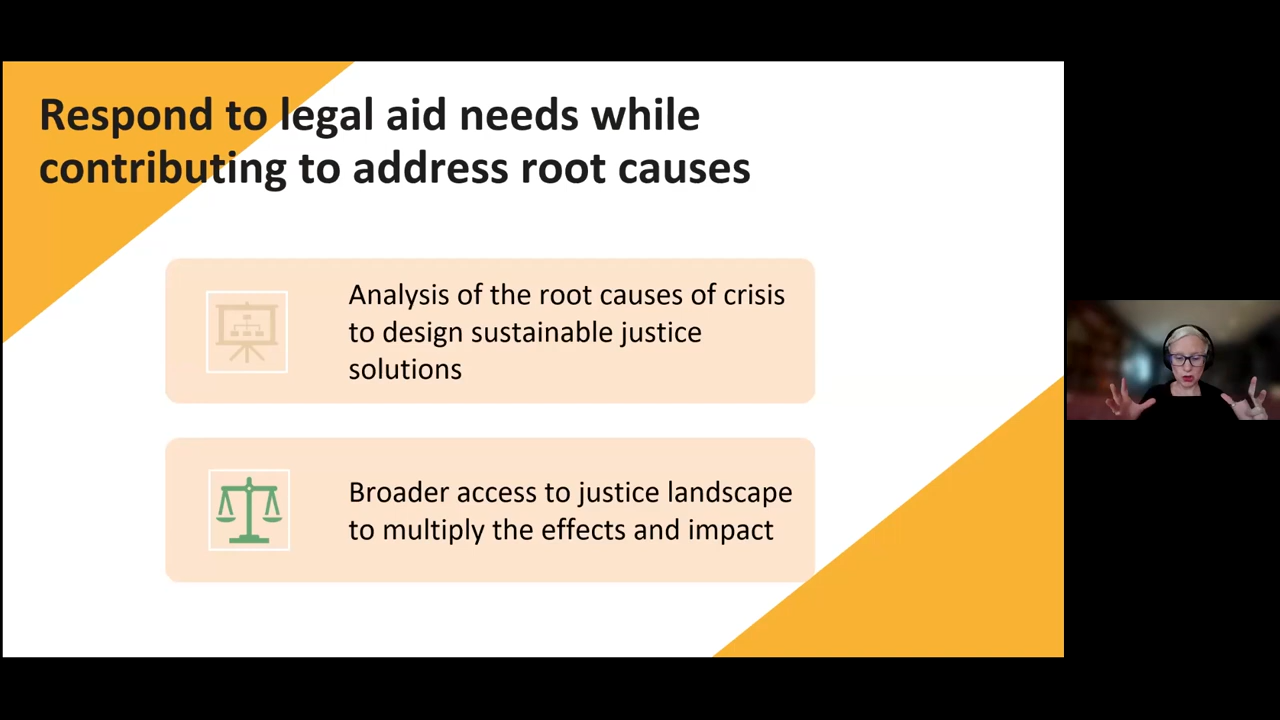 Respond to legal aid needs while
contributing to address root causes
Analysis of the root causes of crisis
to design sustainable justice
solutions
Broader access to justice landscape
to multiply the effects and impact